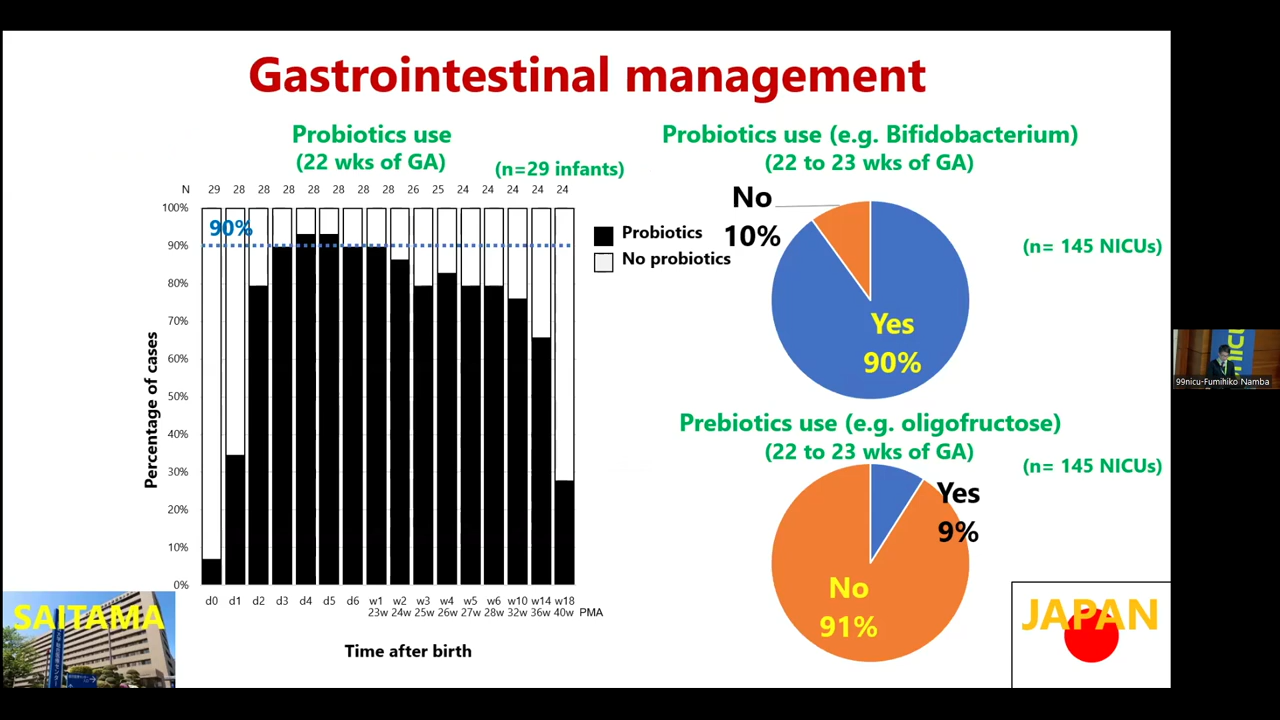 Gastrointestinal management
Probiotics use
(22 wks of GA)
(n=29 infants)
N 29 28 28 28 28 28 28 28 26 25 24 24 24 24 24
100%
90%
80%
70%
60%
50%
40%
30%
20%
10%
0%
90%
Percentage of cases
d0 d1 d2 d3 d4 d5 d6 w1 w2 w3 w4 w5 w6 w10 w14 w18
23w 24w 25w 26w 27w 28w 32w 36w 40w PMA
Time after birth
Probiotics
No probiotics
Probiotics use (e.g. Bifidobacterium)
(22 to 23 wks of GA)
(n= 145 NICUs)
No
10%
Yes
90%
Prebiotics use (e.g. oligofructose)
(22 to 23 wks of GA)
(n= 145 NICUs)
Yes
9%
No
91%
SAITAMA
JAPAN
99nicu-Fumihiko Namba